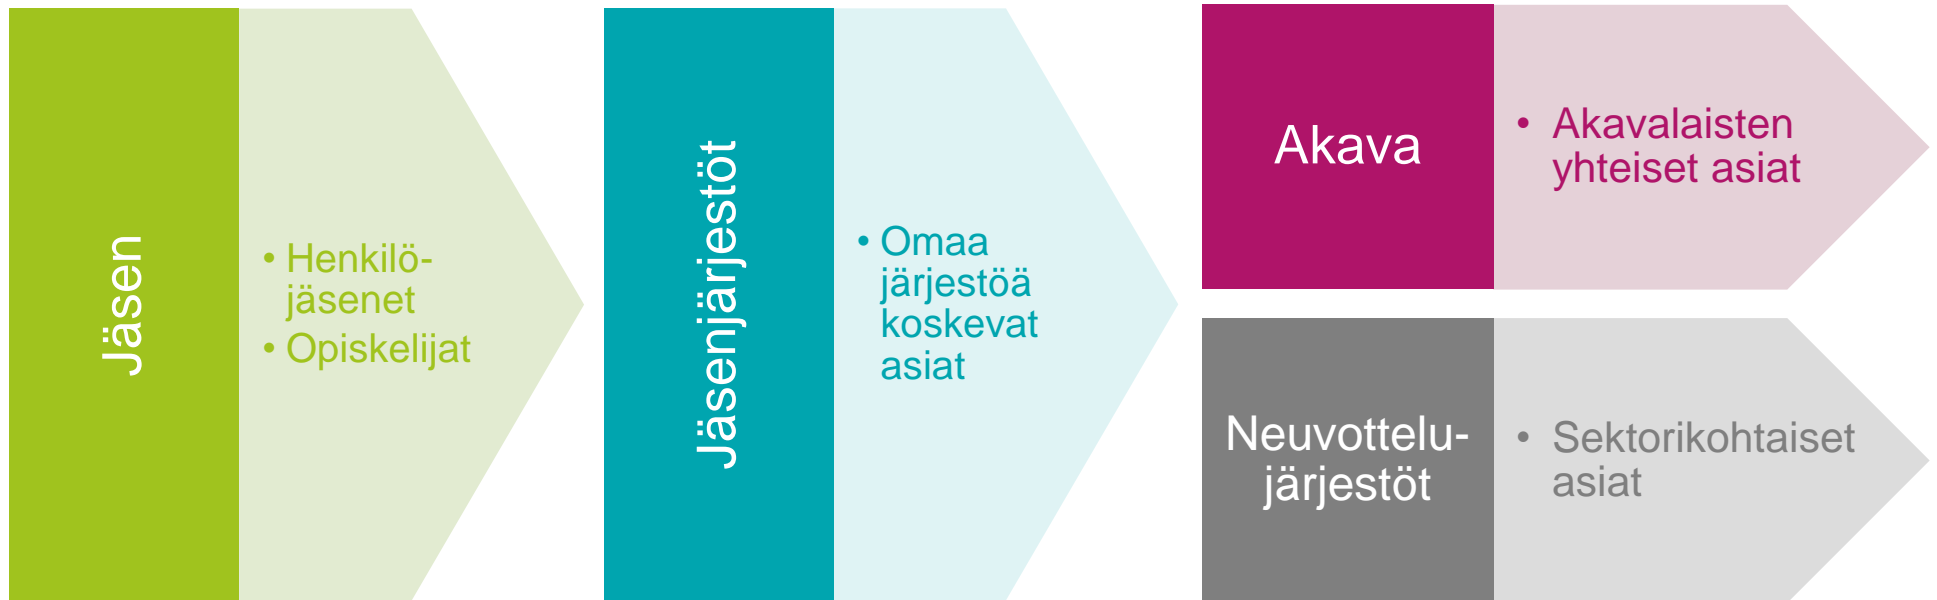 Jäsen
• Henkilö-
jäsenet
• Opiskelijat
Jäsenjärjestöt
• Omaa
järjestöä
koskevat
asiat
Akava
• Akavalaisten
yhteiset asiat
Neuvottelu-
järjestöt
• Sektorikohtaiset
asiat